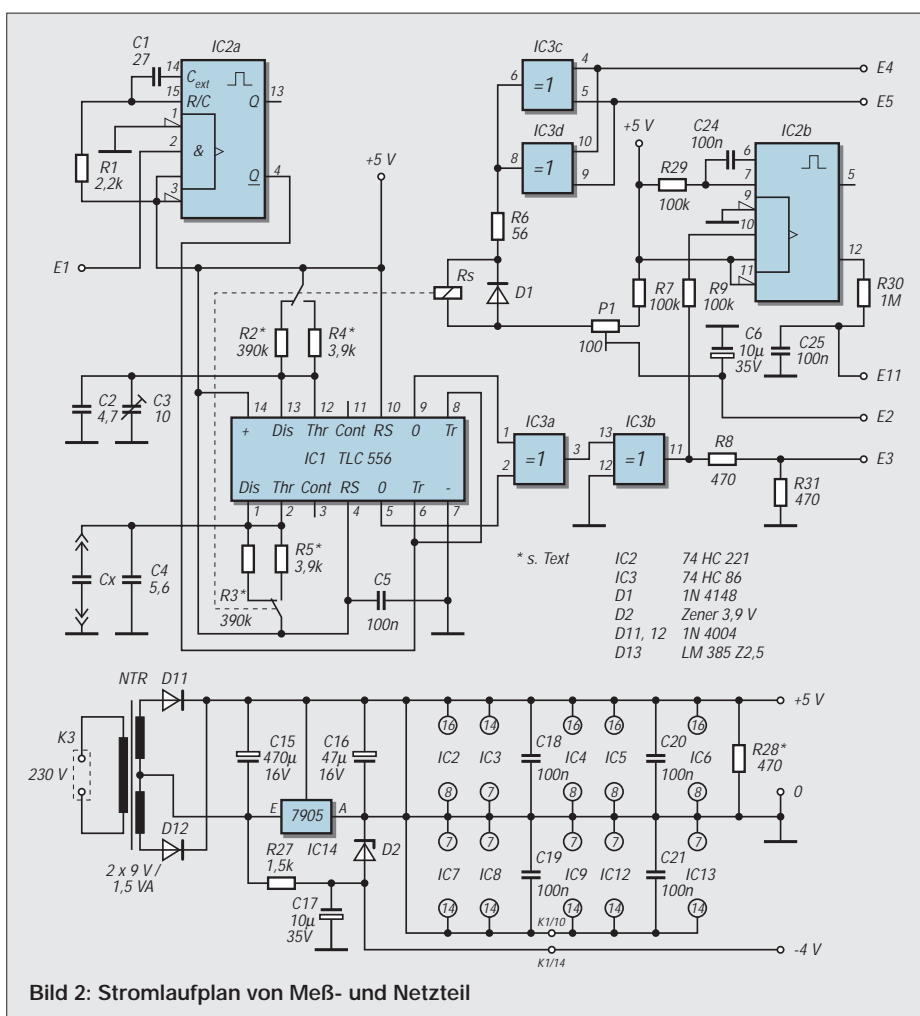 C1
27
IC2a
14
C ext
15
R/C
Q
13
1
2
&
3
Q
4
R1
2,2k
E1
+5 V
IC3c
6
=1
4
5
E4
E5
IC3d
8
=1
10
9
R6
56
Rs
D1
P1
100
+5 V
C24
100n
R29
100k
IC2b
6
7
5
9
10
11
12
R7
100k
R9
100k
R30
1M
C6
10µ
35V
C25
100n
E11
E2
E3
R2*
390k
R4*
3,9k
C2
4,7
C3
10
14 13 12 11 10 9 8
+ Dis Thr Cont RS 0 Tr
IC1 TLC 556
Dis Thr Cont RS 0 Tr -
1 2 3 4 5 6 7
IC3a
1
2
=1
3
IC3b
13
12
=1
11
R8
470
R31
470
Cx
C4
5,6
R5*
3,9k
R3*
390k
C5
100n
* s. Text
IC2 74 HC 221
IC3 74 HC 86
D1 1N 4148
D2 Zener 3,9 V
D11, 12 1N 4004
D13 LM 385 Z2,5
NTR
D11
K3
230 V
D12
2 x 9 V /
1,5 VA
C15
470µ
16V
C16
47µ
16V
E
7905
A
IC14
R27
1,5k
D2
C17
10µ
35V
16 14 16 16 16
IC2 IC3 C18 100n IC4 IC5 C20 100n IC6
8 7 8 8 8
7 7 7 7 7
IC7 IC8 C19 100n IC9 IC12 C21 100n IC13
14 14 14 14 14
K1/10
K1/14
R28*
470
+5 V
0
-4 V
Bild 2: Stromlaufplan von Meß- und Netzteil